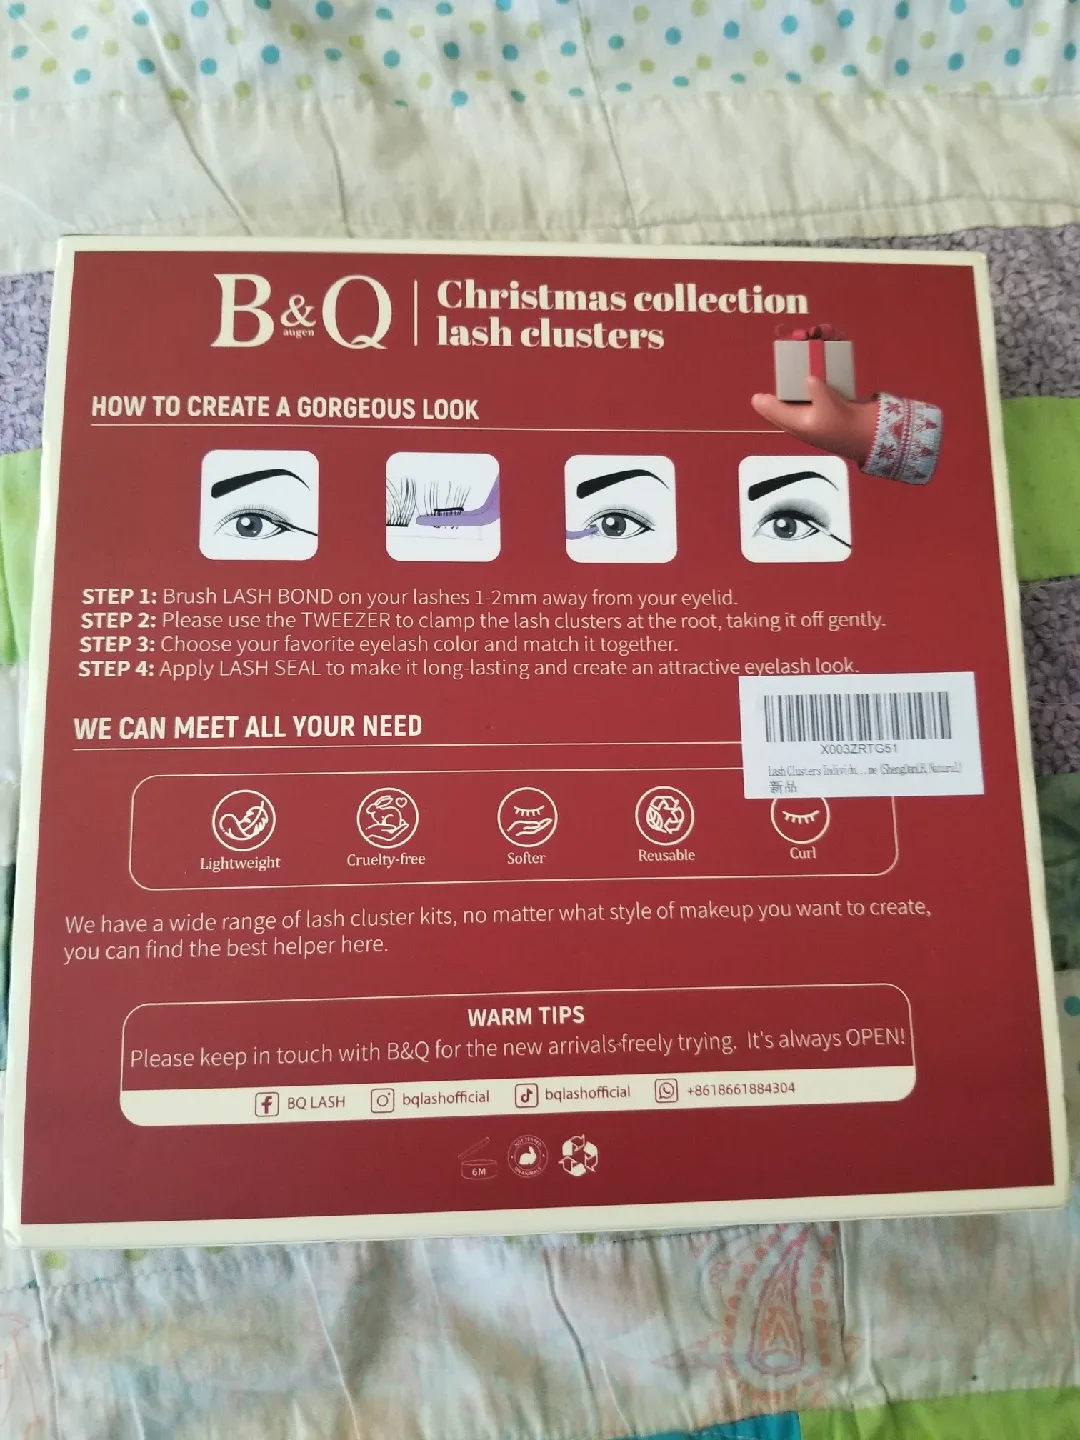 B&Q
augen
Christmas collection
lash clusters
HOW TO CREATE A GORGEOUS LOOK
STEP 1: Brush LASH BOND on your lashes 1-2mm away from your eyelid.
STEP 2: Please use the TWEEZER to clamp the lash clusters at the root, taking it off gently.
STEP 3: Choose your favorite eyelash color and match it together.
STEP 4: Apply LASH SEAL to make it long-lasting and create an attractive eyelash look.
X003ZRTG51
Lash Clusters
新品
WE CAN MEET ALL YOUR NEED
Lightweight
Cruelty-free
Softer
Reusable
Curl
We have a wide range of lash cluster kits, no matter what style of makeup you want to create,
you can find the best helper here.
WARM TIPS
Please keep in touch with B&Q for the new arrivals-freely trying. It's always OPEN!
BQ LASH bqlashofficial bqlashofficial +8618661884304
6M